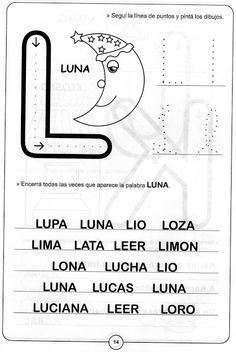 » Seguí la línea de puntos y pintá los dibujos.
L
LUNA
» Encerrá todas las veces que aparece la palabra LUNA.
LUPA LUNA LIO LOZA
LIMA LATA LEER LIMON
LONA LUCHA LIO
LUNA LUCAS LUNA
LUCIANA LEER LORO
14